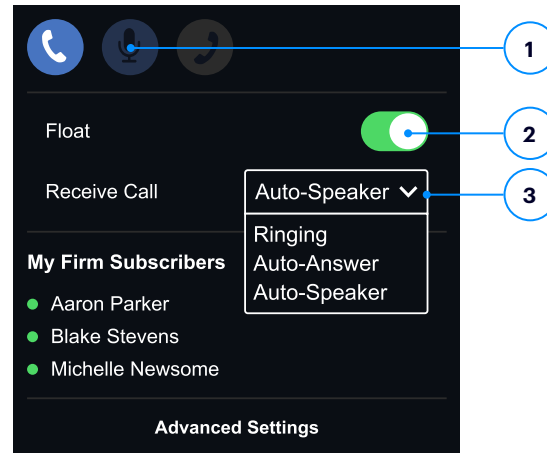 1
Float
2
Receive Call
Auto-Speaker
3
Ringing
Auto-Answer
Auto-Speaker
My Firm Subscribers
Aaron Parker
Blake Stevens
Michelle Newsome
Advanced Settings